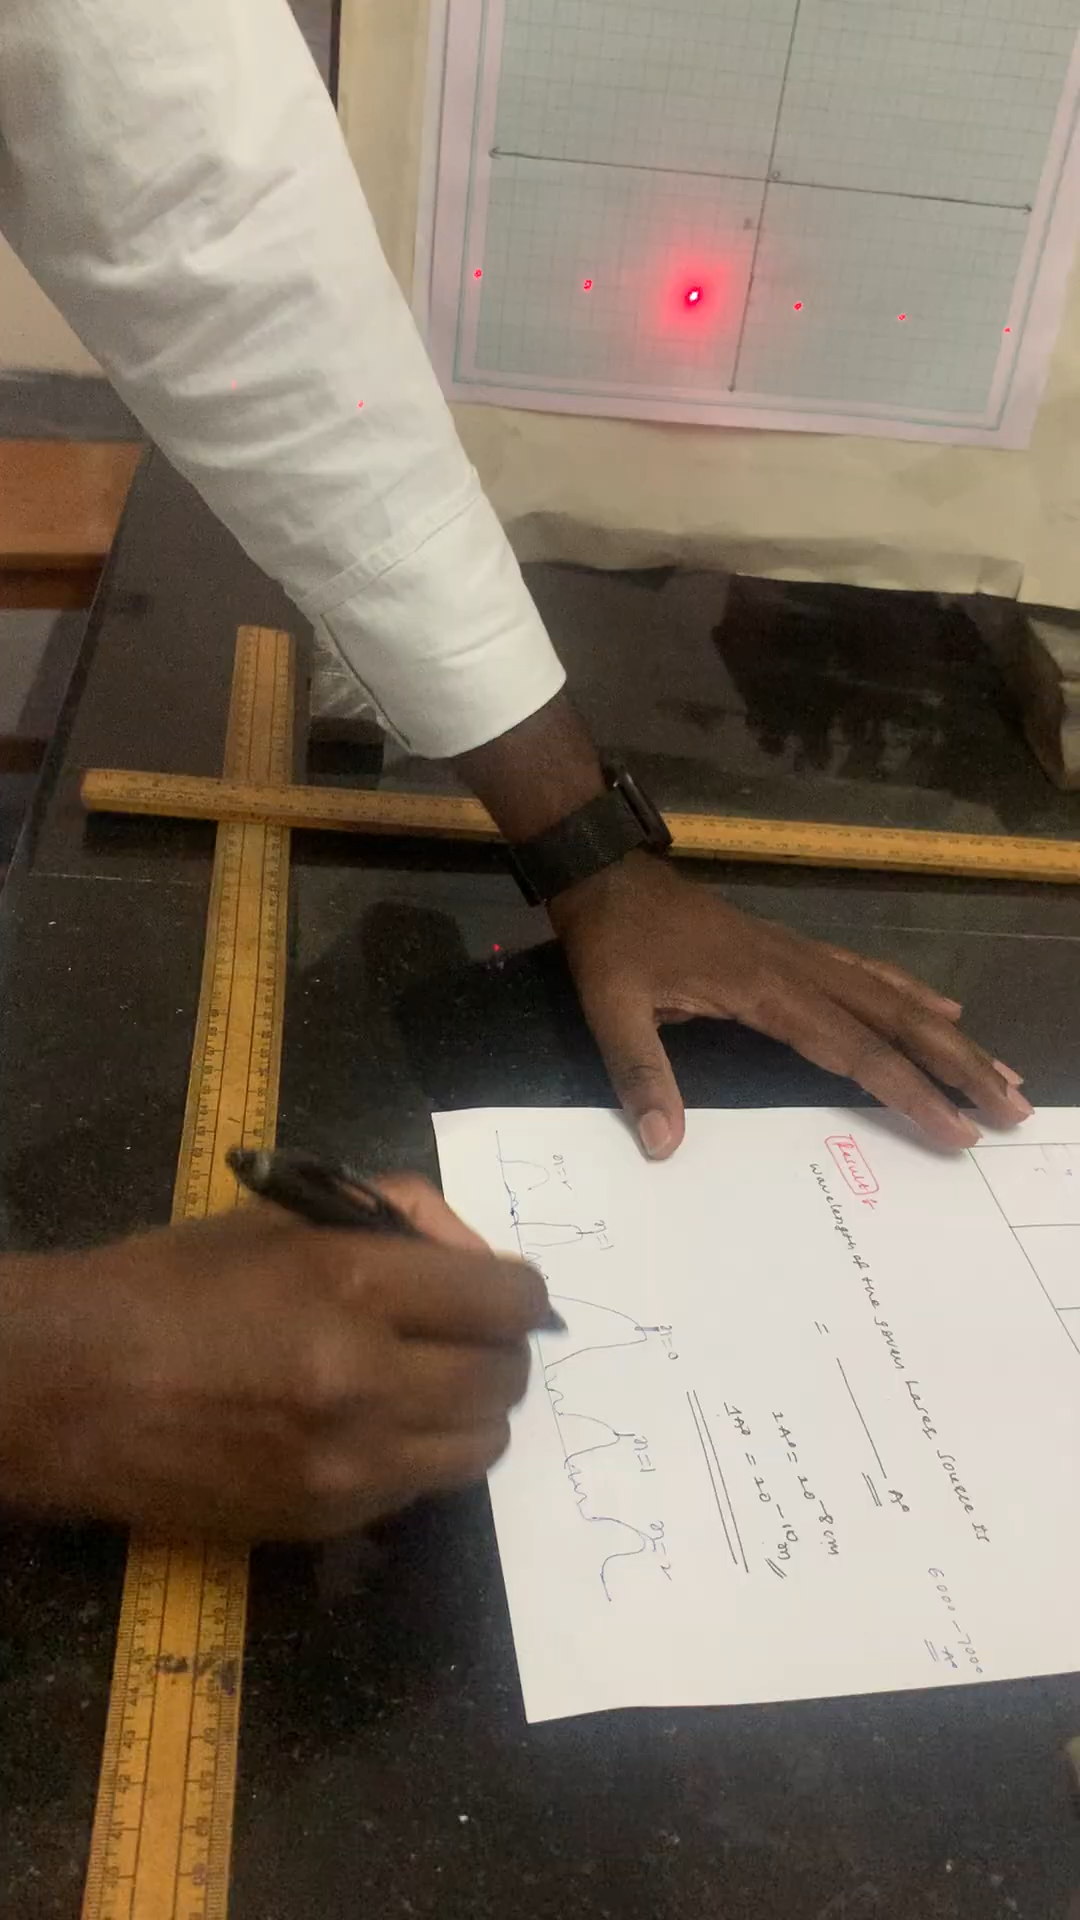 Result :
wavelength of the given Laser source is
= ______ A°
6000 - 7000 A°
1A° = 10 -8 cm
1A° = 10 -10 m
n=2
n=1
n=0
n=1
n=2